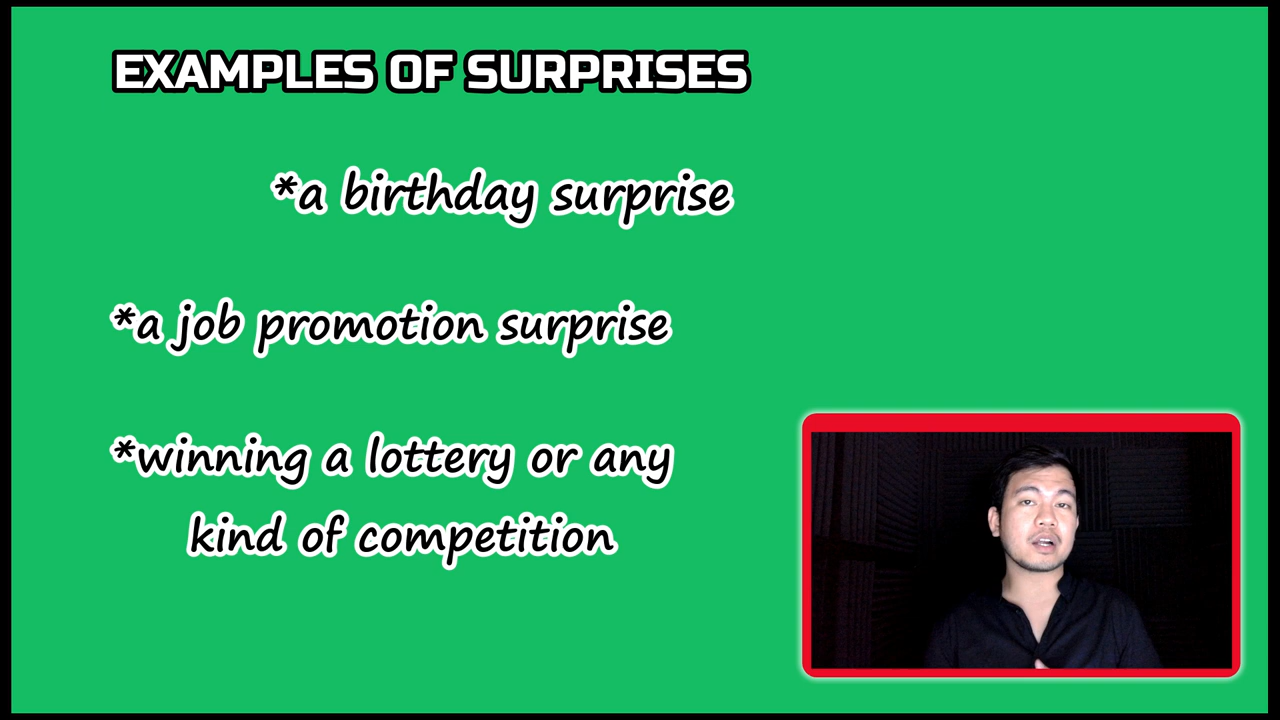 EXAMPLES OF SURPRISES
*a birthday surprise
*a job promotion surprise
*winning a lottery or any
kind of competition